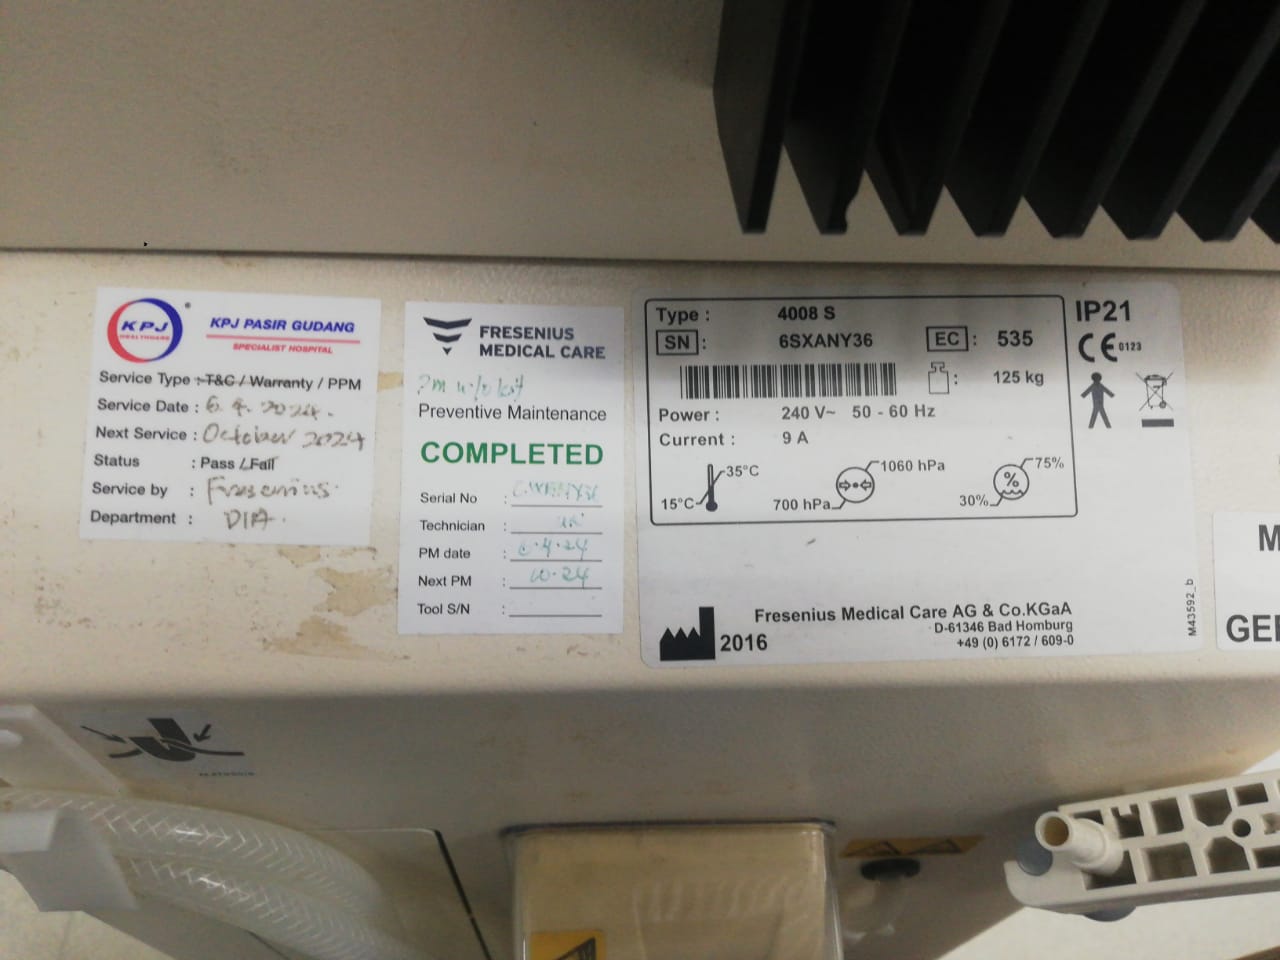 KPJ
HEALTHCARE
KPJ PASIR GUDANG
SPECIALIST HOSPITAL
Service Type : T&C / Warranty / PPM
Service Date : 6.4.2024.
Next Service : October 2024
Status : Pass / Fail
Service by : Fresenius.
Department : DIA.
FRESENIUS
MEDICAL CARE
PM w/o kit
Preventive Maintenance
COMPLETED
Serial No :
Technician :
PM date : 6.4.24
Next PM : 10.24
Tool S/N :
Type : 4008 S
SN : 6SXANY36
EC : 535
: 125 kg
Power : 240 V~ 50 - 60 Hz
Current : 9 A
15°C 35°C
700 hPa 1060 hPa
30% % 75%
IP21
CE 0123
2016
Fresenius Medical Care AG & Co.KGaA
D-61346 Bad Homburg
+49 (0) 6172 / 609-0
M43592_b
M
GE